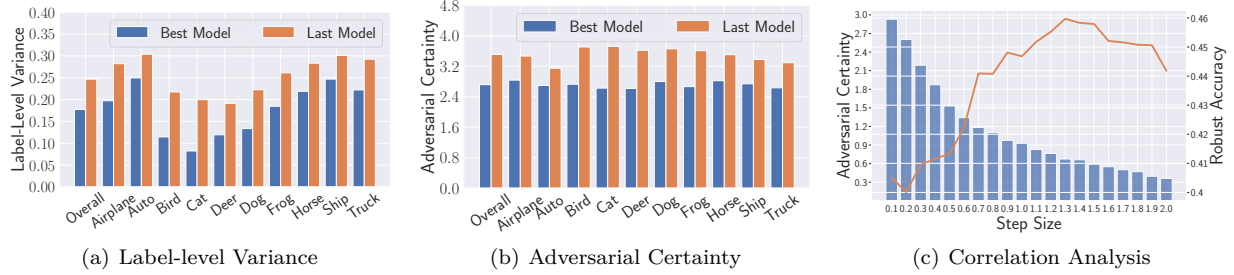 0.40
0.35
0.30
0.25
0.20
0.15
0.10
0.05
0.00
Label-Level Variance
Best Model
Last Model
Overall
Airplane
Auto
Bird
Cat
Deer
Dog
Frog
Horse
Ship
Truck
(a) Label-level Variance
4.8
4.0
3.2
2.4
1.6
0.8
0.0
Adversarial Certainty
Best Model
Last Model
Overall
Airplane
Auto
Bird
Cat
Deer
Dog
Frog
Horse
Ship
Truck
(b) Adversarial Certainty
3.0
2.7
2.4
2.1
1.8
1.5
1.2
0.9
0.6
0.3
Adversarial Certainty
0.46
0.45
0.44
0.43
0.42
0.41
0.4
Robust Accuracy
0.1 0.2 0.3 0.4 0.5 0.6 0.7 0.8 0.9 1.0 1.1 1.2 1.3 1.4 1.5 1.6 1.7 1.8 1.9 2.0
Step Size
(c) Correlation Analysis